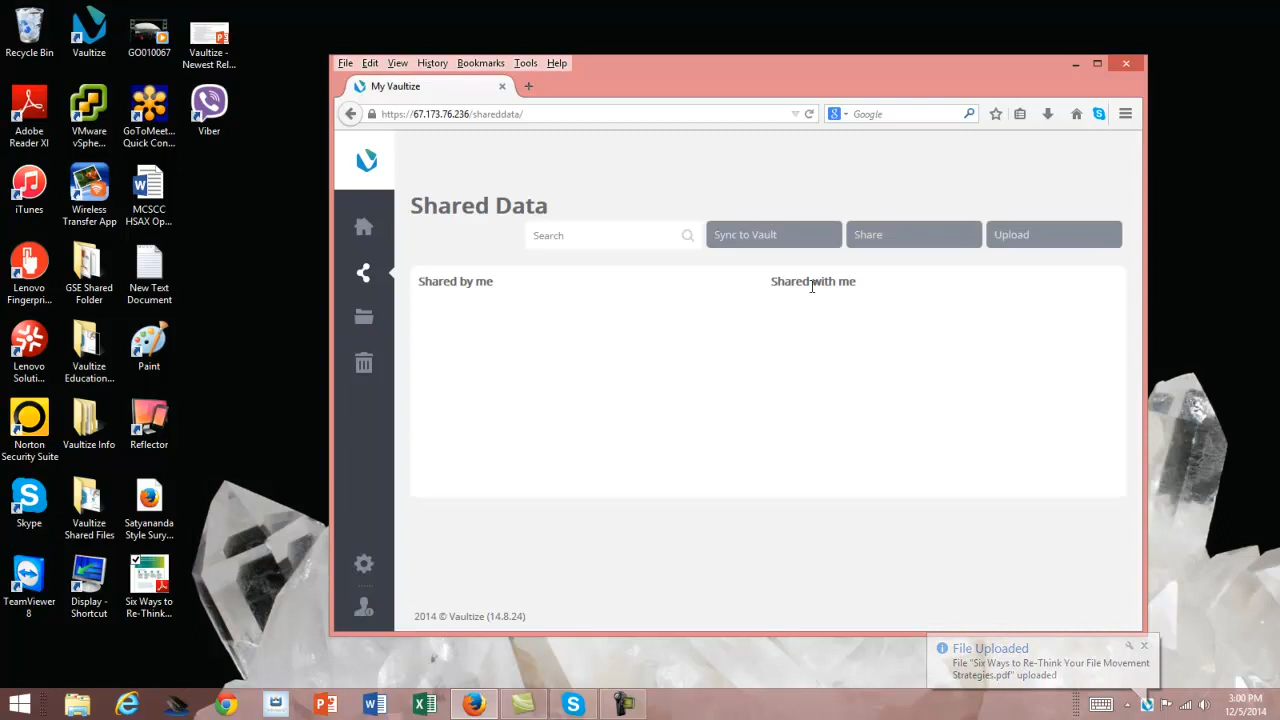 Recycle Bin
Vaultize
GO010067
Vaultize -
Newest Rel...
Adobe
Reader XI
VMware
vSphe...
GoToMeet...
Quick Con...
Viber
iTunes
Wireless
Transfer App
MCSCC
HSAX Op...
Lenovo
Fingerpri...
GSE Shared
Folder
New Text
Document
Lenovo
Soluti...
Vaultize
Education...
Paint
Norton
Security Suite
Vaultize Info
Reflector
Skype
Vaultize
Shared Files
Satyananda
Style Sury...
TeamViewer
8
Display -
Shortcut
Six Ways to
Re-Think...
File Edit View History Bookmarks Tools Help
My Vaultize
https://67.173.76.236/shareddata/
Google
Shared Data
Search
Sync to Vault
Share
Upload
Shared by me
Shared with me
2014 © Vaultize (14.8.24)
File Uploaded
File "Six Ways to Re-Think Your File Movement
Strategies.pdf" uploaded
3:00 PM
12/5/2014